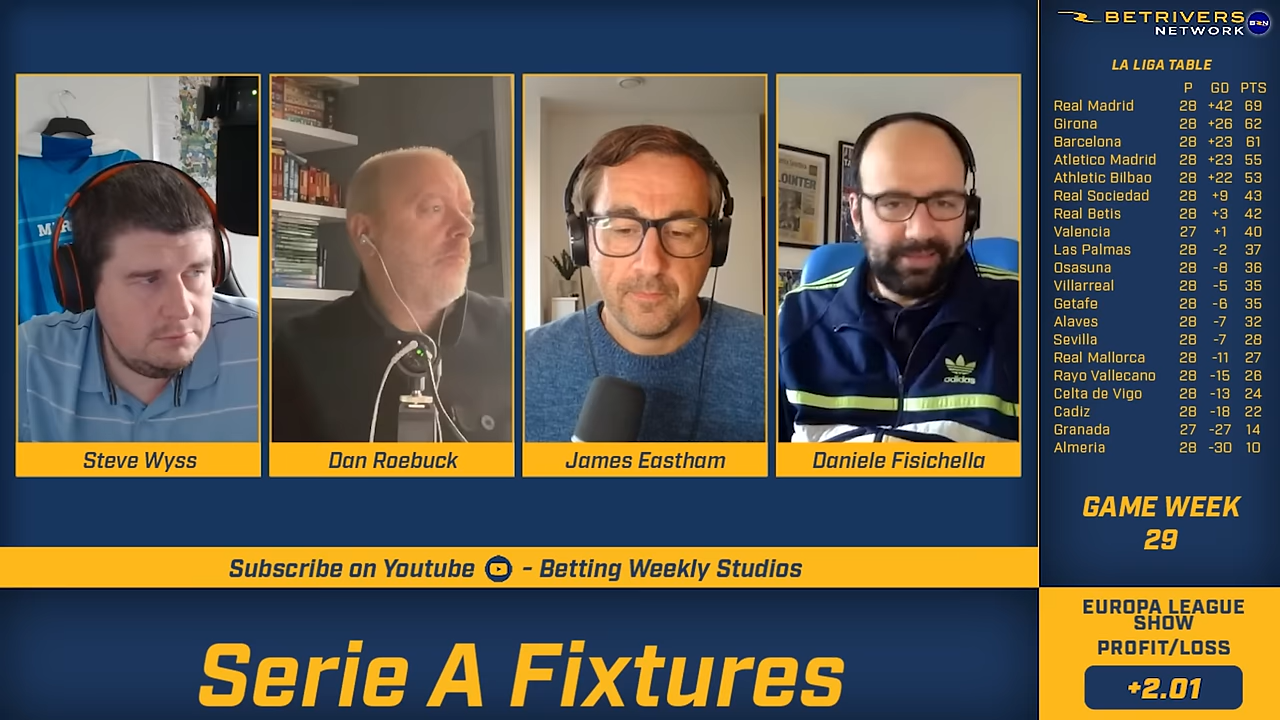 BETRIVERS
NETWORK BRN
LA LIGA TABLE
P GD PTS
Real Madrid 28 +42 69
Girona 28 +26 62
Barcelona 28 +23 61
Atletico Madrid 28 +23 55
Athletic Bilbao 28 +22 53
Real Sociedad 28 +9 43
Real Betis 28 +3 42
Valencia 27 +1 40
Las Palmas 28 -2 37
Osasuna 28 -8 36
Villarreal 28 -5 35
Getafe 28 -6 35
Alaves 28 -7 32
Sevilla 28 -7 28
Real Mallorca 28 -11 27
Rayo Vallecano 28 -15 26
Celta de Vigo 28 -13 24
Cadiz 28 -18 22
Granada 27 -27 14
Almeria 28 -30 10
GAME WEEK
29
EUROPA LEAGUE
SHOW
PROFIT/LOSS
+2.01
adidas
Steve Wyss
Dan Roebuck
James Eastham
Daniele Fisichella
Subscribe on Youtube - Betting Weekly Studios
Serie A Fixtures